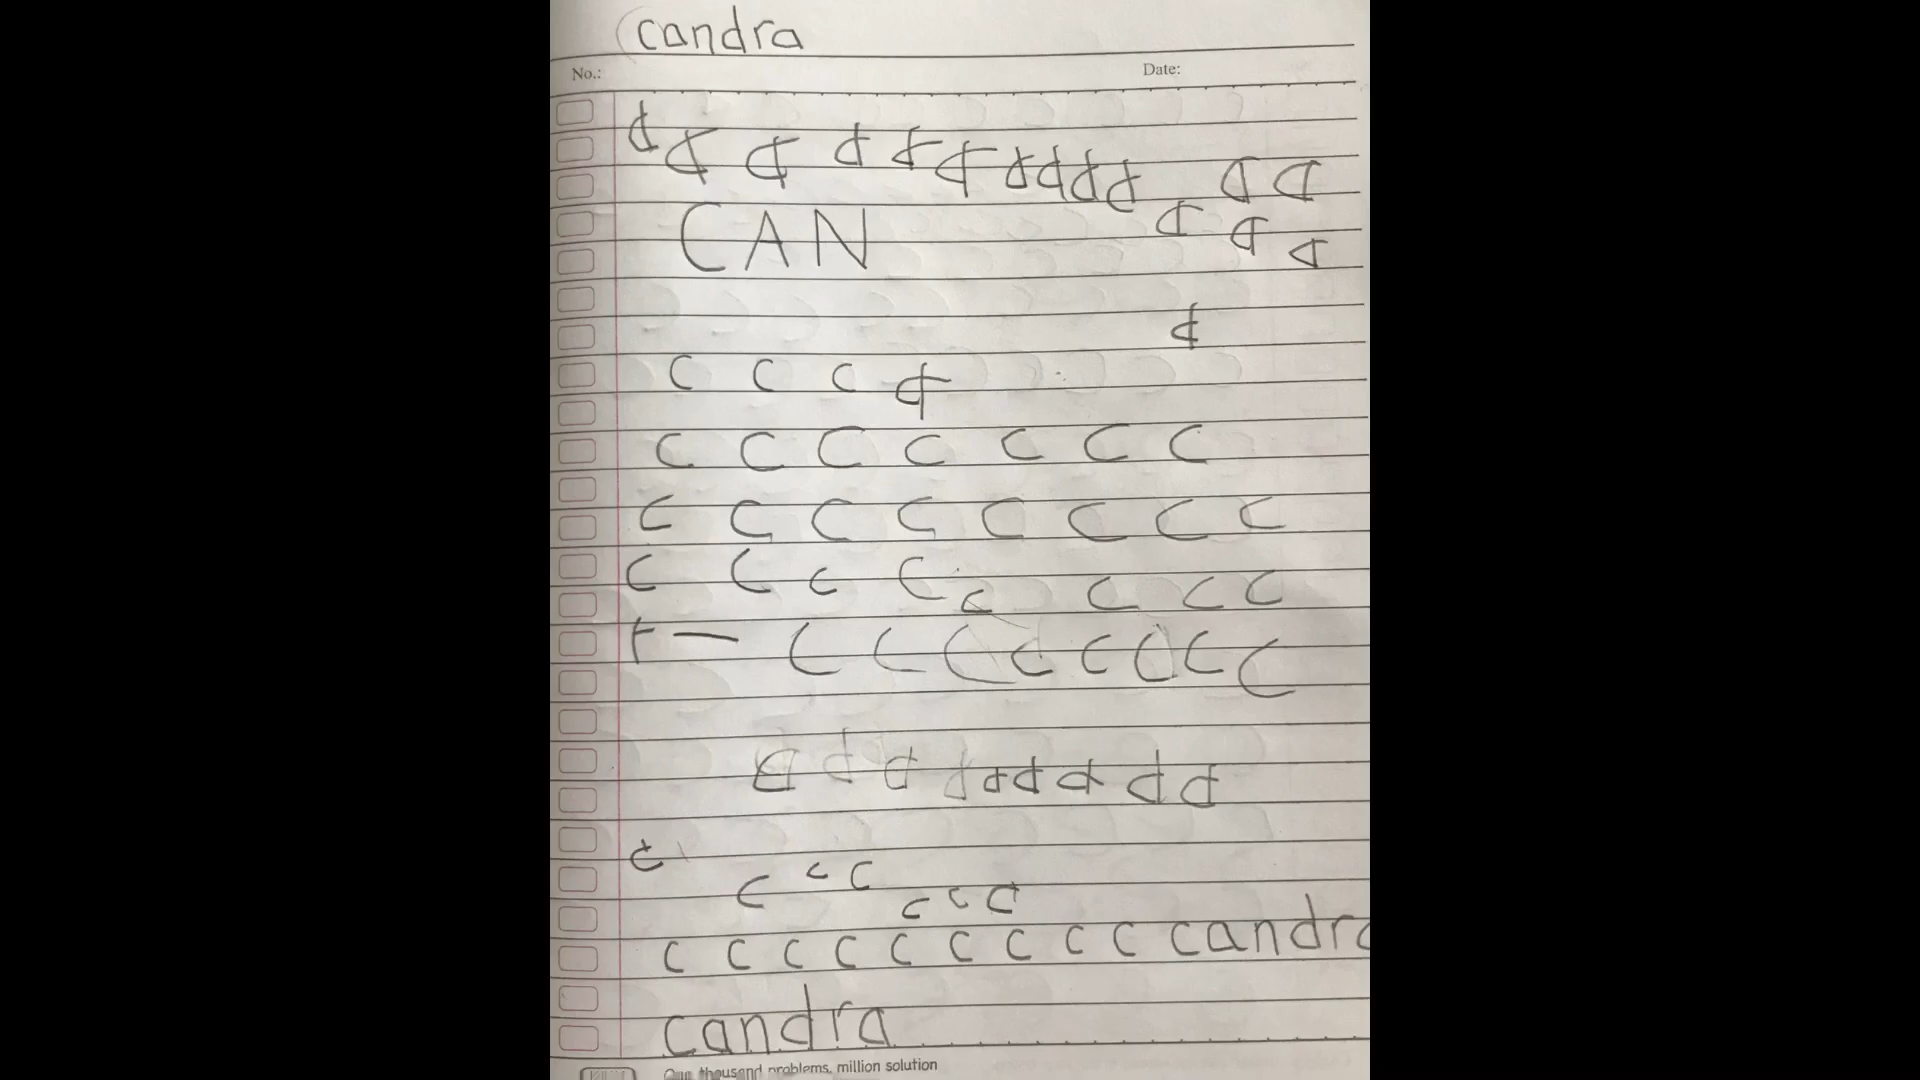 candra
No.: Date:
d d d d d d d d d d d d
CAN d d d
d
c c c d
c c c c c c c
c c c c c c c c
c c c c c c c c
c c c c c c c c
d d d d d d d
c
c c c c c c
c c c c c c c c c candra
candra
One thousand problems, million solution